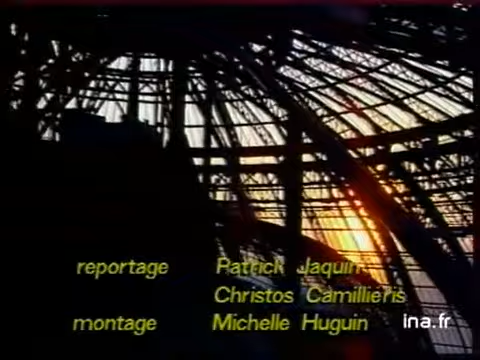 reportage Patrick Jaquin
Christos Camillieris
montage Michelle Huguin
ina.fr